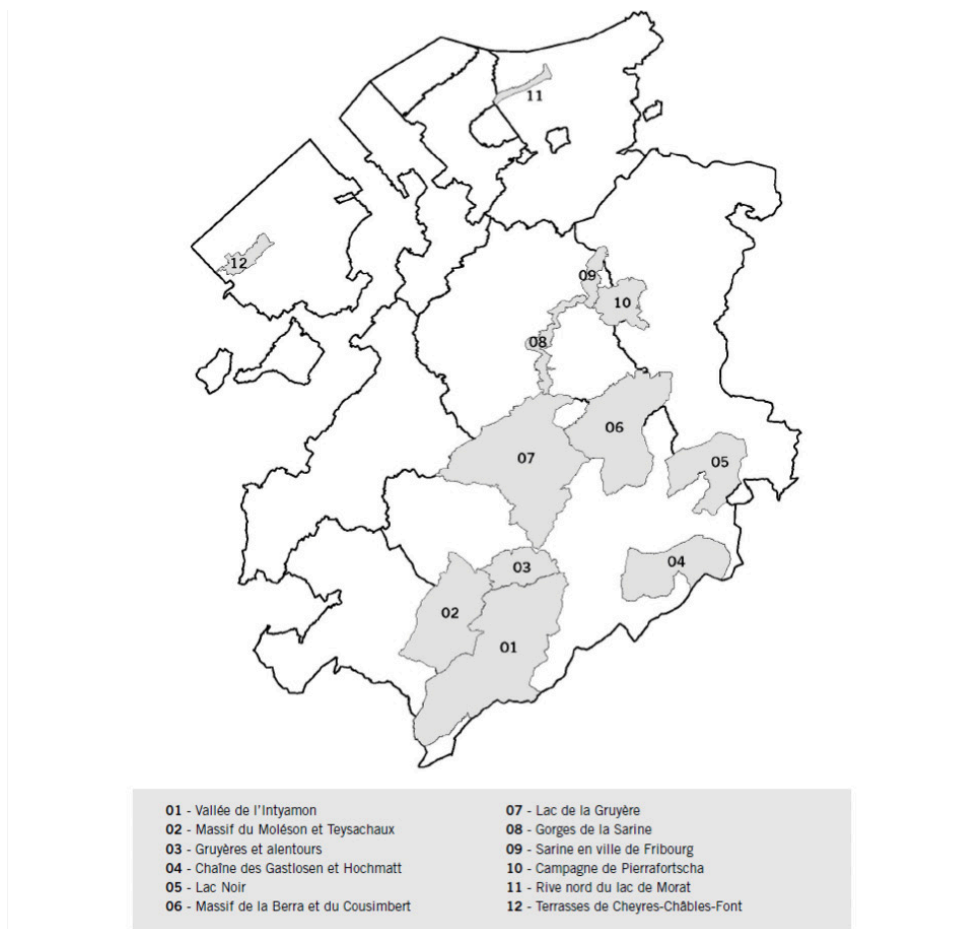 11
12
09
10
08
06
07
05
03
04
02
01
01 - Vallée de l'Intyamon
02 - Massif du Moléson et Teysachaux
03 - Gruyères et alentours
04 - Chaîne des Gastlosen et Hochmatt
05 - Lac Noir
06 - Massif de la Berra et du Cousimbert
07 - Lac de la Gruyère
08 - Gorges de la Sarine
09 - Sarine en ville de Fribourg
10 - Campagne de Pierrafortscha
11 - Rive nord du lac de Morat
12 - Terrasses de Cheyres-Châbles-Font